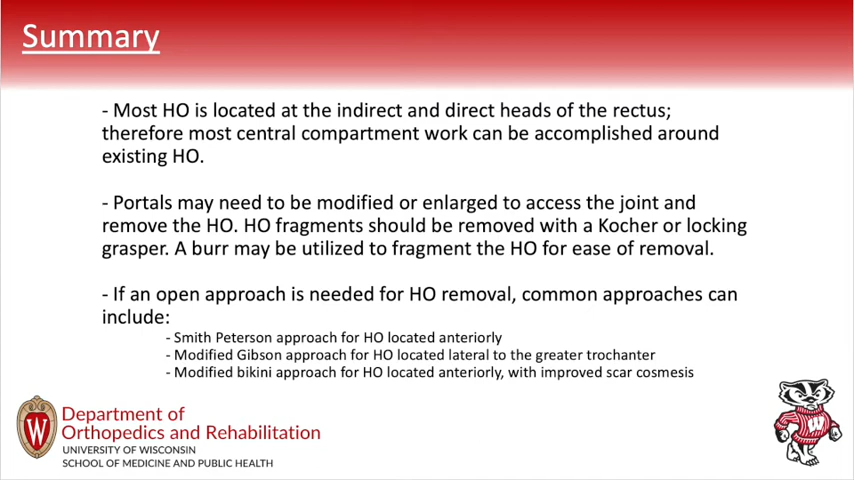 Summary
- Most HO is located at the indirect and direct heads of the rectus;
therefore most central compartment work can be accomplished around
existing HO.
- Portals may need to be modified or enlarged to access the joint and
remove the HO. HO fragments should be removed with a Kocher or locking
grasper. A burr may be utilized to fragment the HO for ease of removal.
- If an open approach is needed for HO removal, common approaches can
include:
- Smith Peterson approach for HO located anteriorly
- Modified Gibson approach for HO located lateral to the greater trochanter
- Modified bikini approach for HO located anteriorly, with improved scar cosmesis
W
Department of
Orthopedics and Rehabilitation
UNIVERSITY OF WISCONSIN
SCHOOL OF MEDICINE AND PUBLIC HEALTH
W